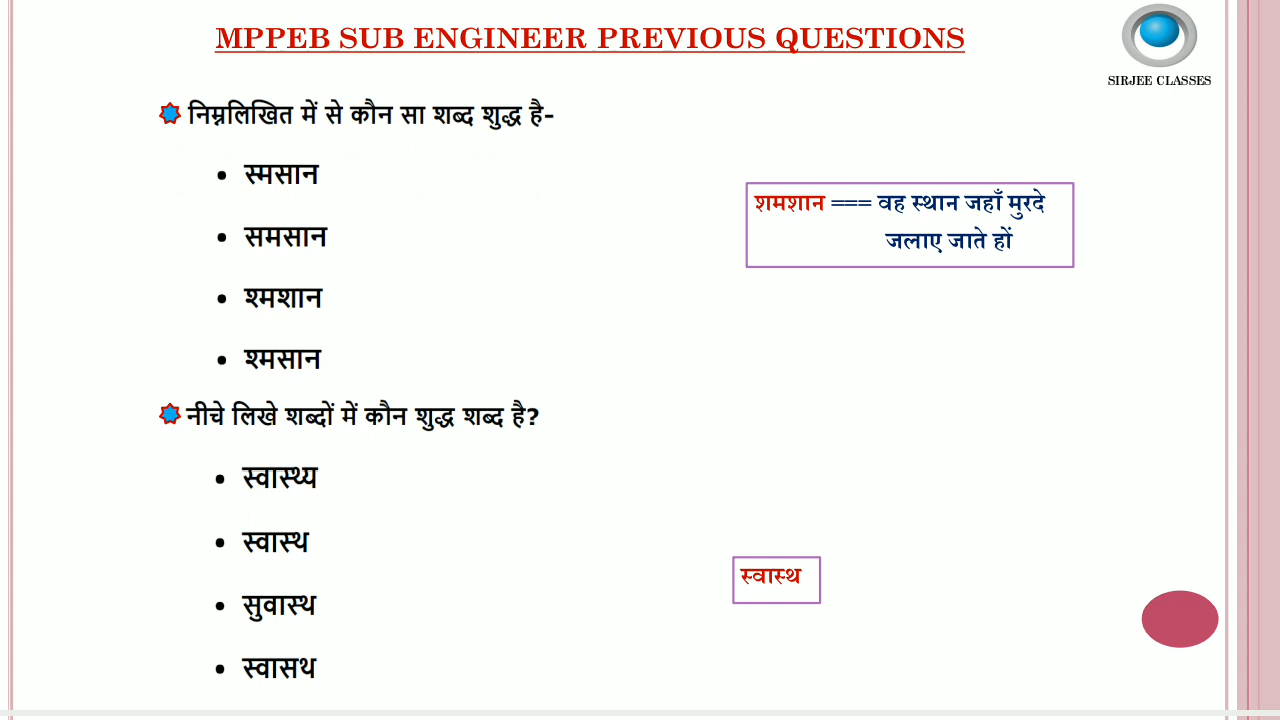 MPPEB SUB ENGINEER PREVIOUS QUESTIONS
SIRJEE CLASSES
निम्नलिखित में से कौन सा शब्द शुद्ध है-
• स्मसान
• समसान
• श्मशान
• श्मसान
शमशान === वह स्थान जहाँ मुरदे
जलाए जाते हों
नीचे लिखे शब्दों में कौन शुद्ध शब्द है?
• स्वास्थ्य
• स्वास्थ
• सुवास्थ
• स्वासथ
स्वास्थ